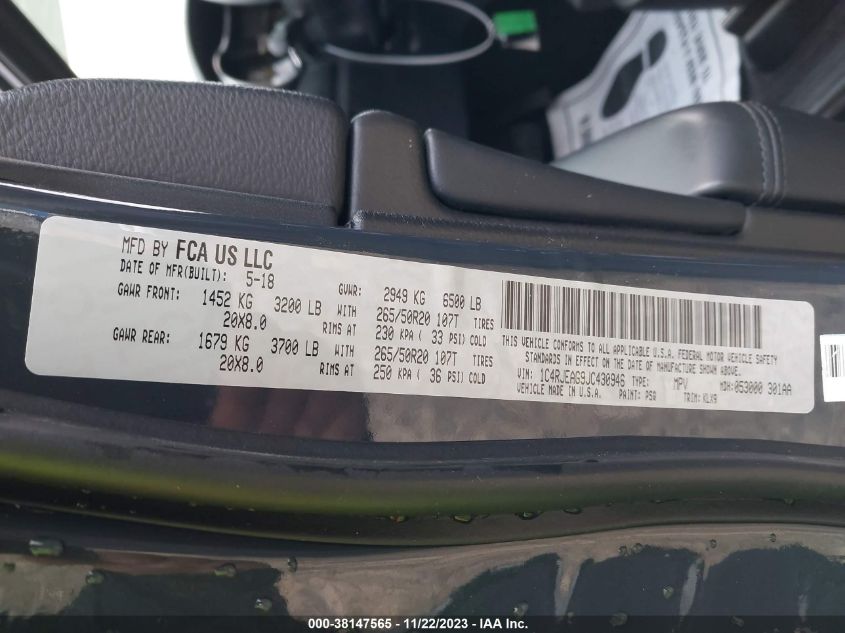 MFD BY FCA US LLC
DATE OF MFR(BUILT): 5-18
GVWR: 2949 KG 6500 LB
GAWR FRONT: 1452 KG 3200 LB WITH 265/50R20 107T TIRES
20X8.0 RIMS AT 230 KPA ( 33 PSI) COLD
GAWR REAR: 1679 KG 3700 LB WITH 265/50R20 107T TIRES
20X8.0 RIMS AT 250 KPA ( 36 PSI) COLD
THIS VEHICLE CONFORMS TO ALL APPLICABLE U.S.A. FEDERAL MOTOR VEHICLE SAFETY
STANDARDS IN EFFECT ON THE DATE OF MANUFACTURE SHOWN ABOVE.
VIN: 1C4RJEAG9JC430946 TYPE: MPV MDH: 053000 301AA
VEHICLE MADE IN U.S.A. PAINT: PS8 TRIM: KLX9
000-38147565 - 11/22/2023 - IAA Inc.